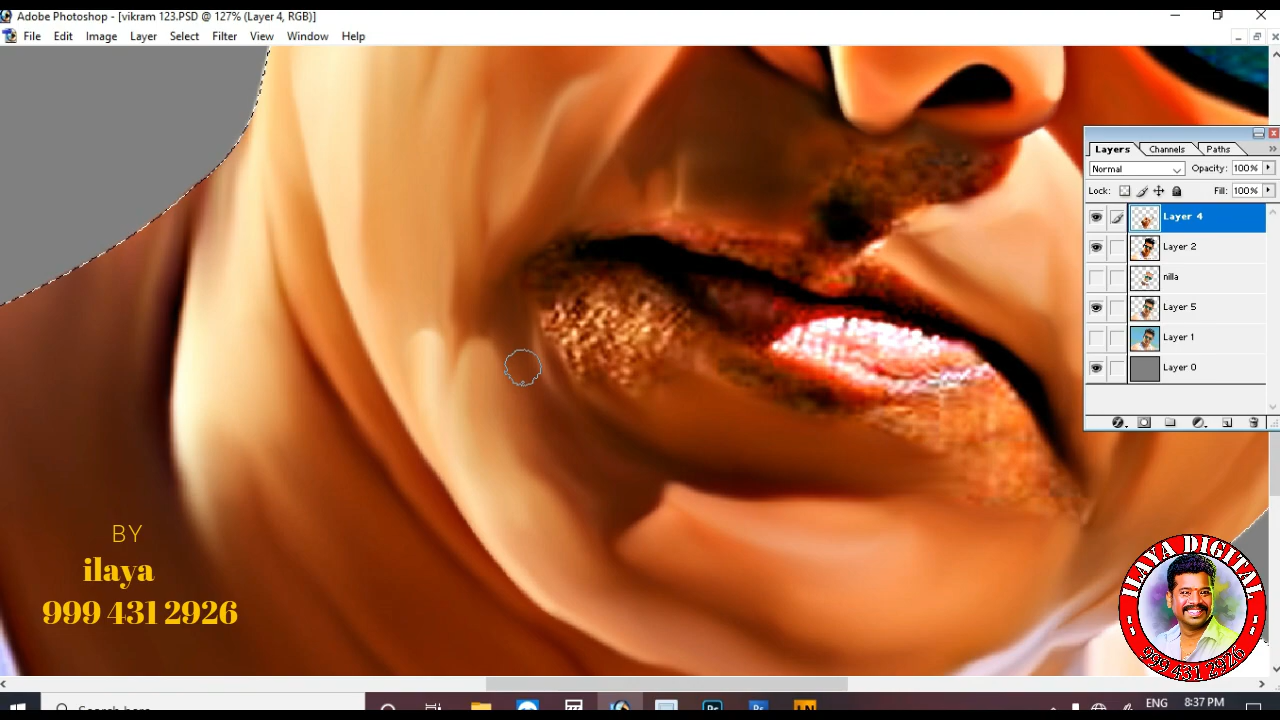 Adobe Photoshop - [vikram 123.PSD @ 127% (Layer 4, RGB)]
File Edit Image Layer Select Filter View Window Help
Layers Channels Paths
Normal Opacity: 100%
Lock: Fill: 100%
Layer 4
Layer 2
nilla
Layer 5
Layer 1
Layer 0
BY
ilaya
999 431 2926
ILAYA DIGITAL
999 431 2926
ENG 8:37 PM